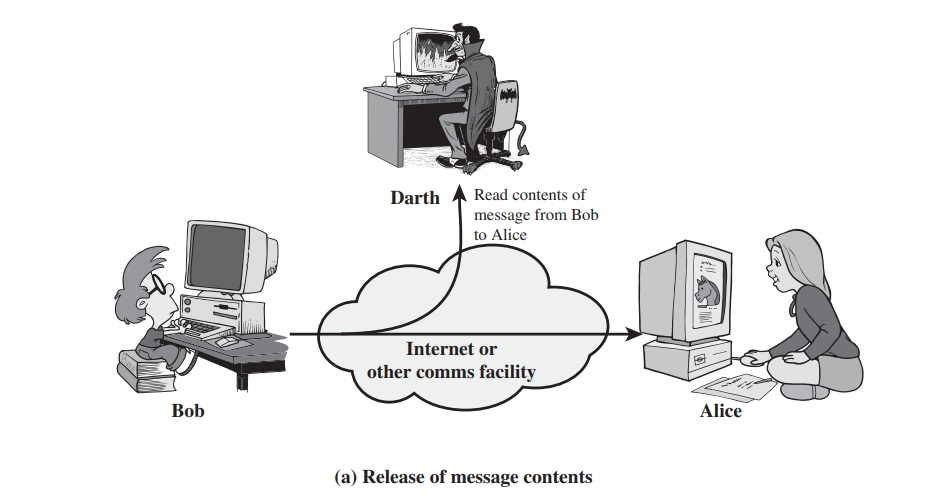 Darth
Read contents of
message from Bob
to Alice
Internet or
other comms facility
Bob
Alice
(a) Release of message contents